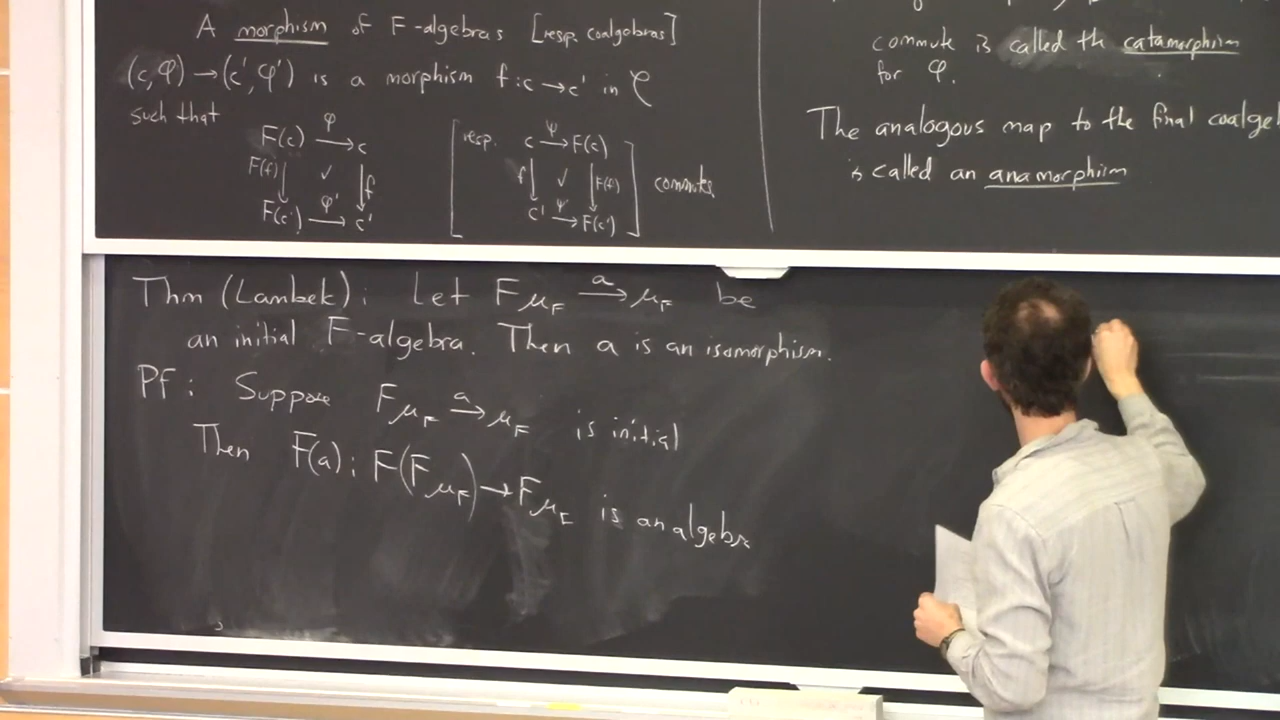 A morphism of F-algebras [resp. coalgebras]
(c, φ) → (c', φ') is a morphism f: c → c' in C
such that
F(c) →φ c
F(f) ↓ ✓ ↓ f
F(c') →φ' c'
[resp. c →ψ F(c)
f ↓ ✓ ↓ F(f)
c' →ψ' F(c')] commute
commute is called the catamorphism
for φ.
The analogous map to the final coalge
is called an anamorphism
Thm (Lambek): Let Fμ_F →a μ_F be
an initial F-algebra. Then a is an isomorphism.
Pf: Suppose Fμ_F →a μ_F is initial
Then F(a): F(Fμ_F) → Fμ_F is an algebra